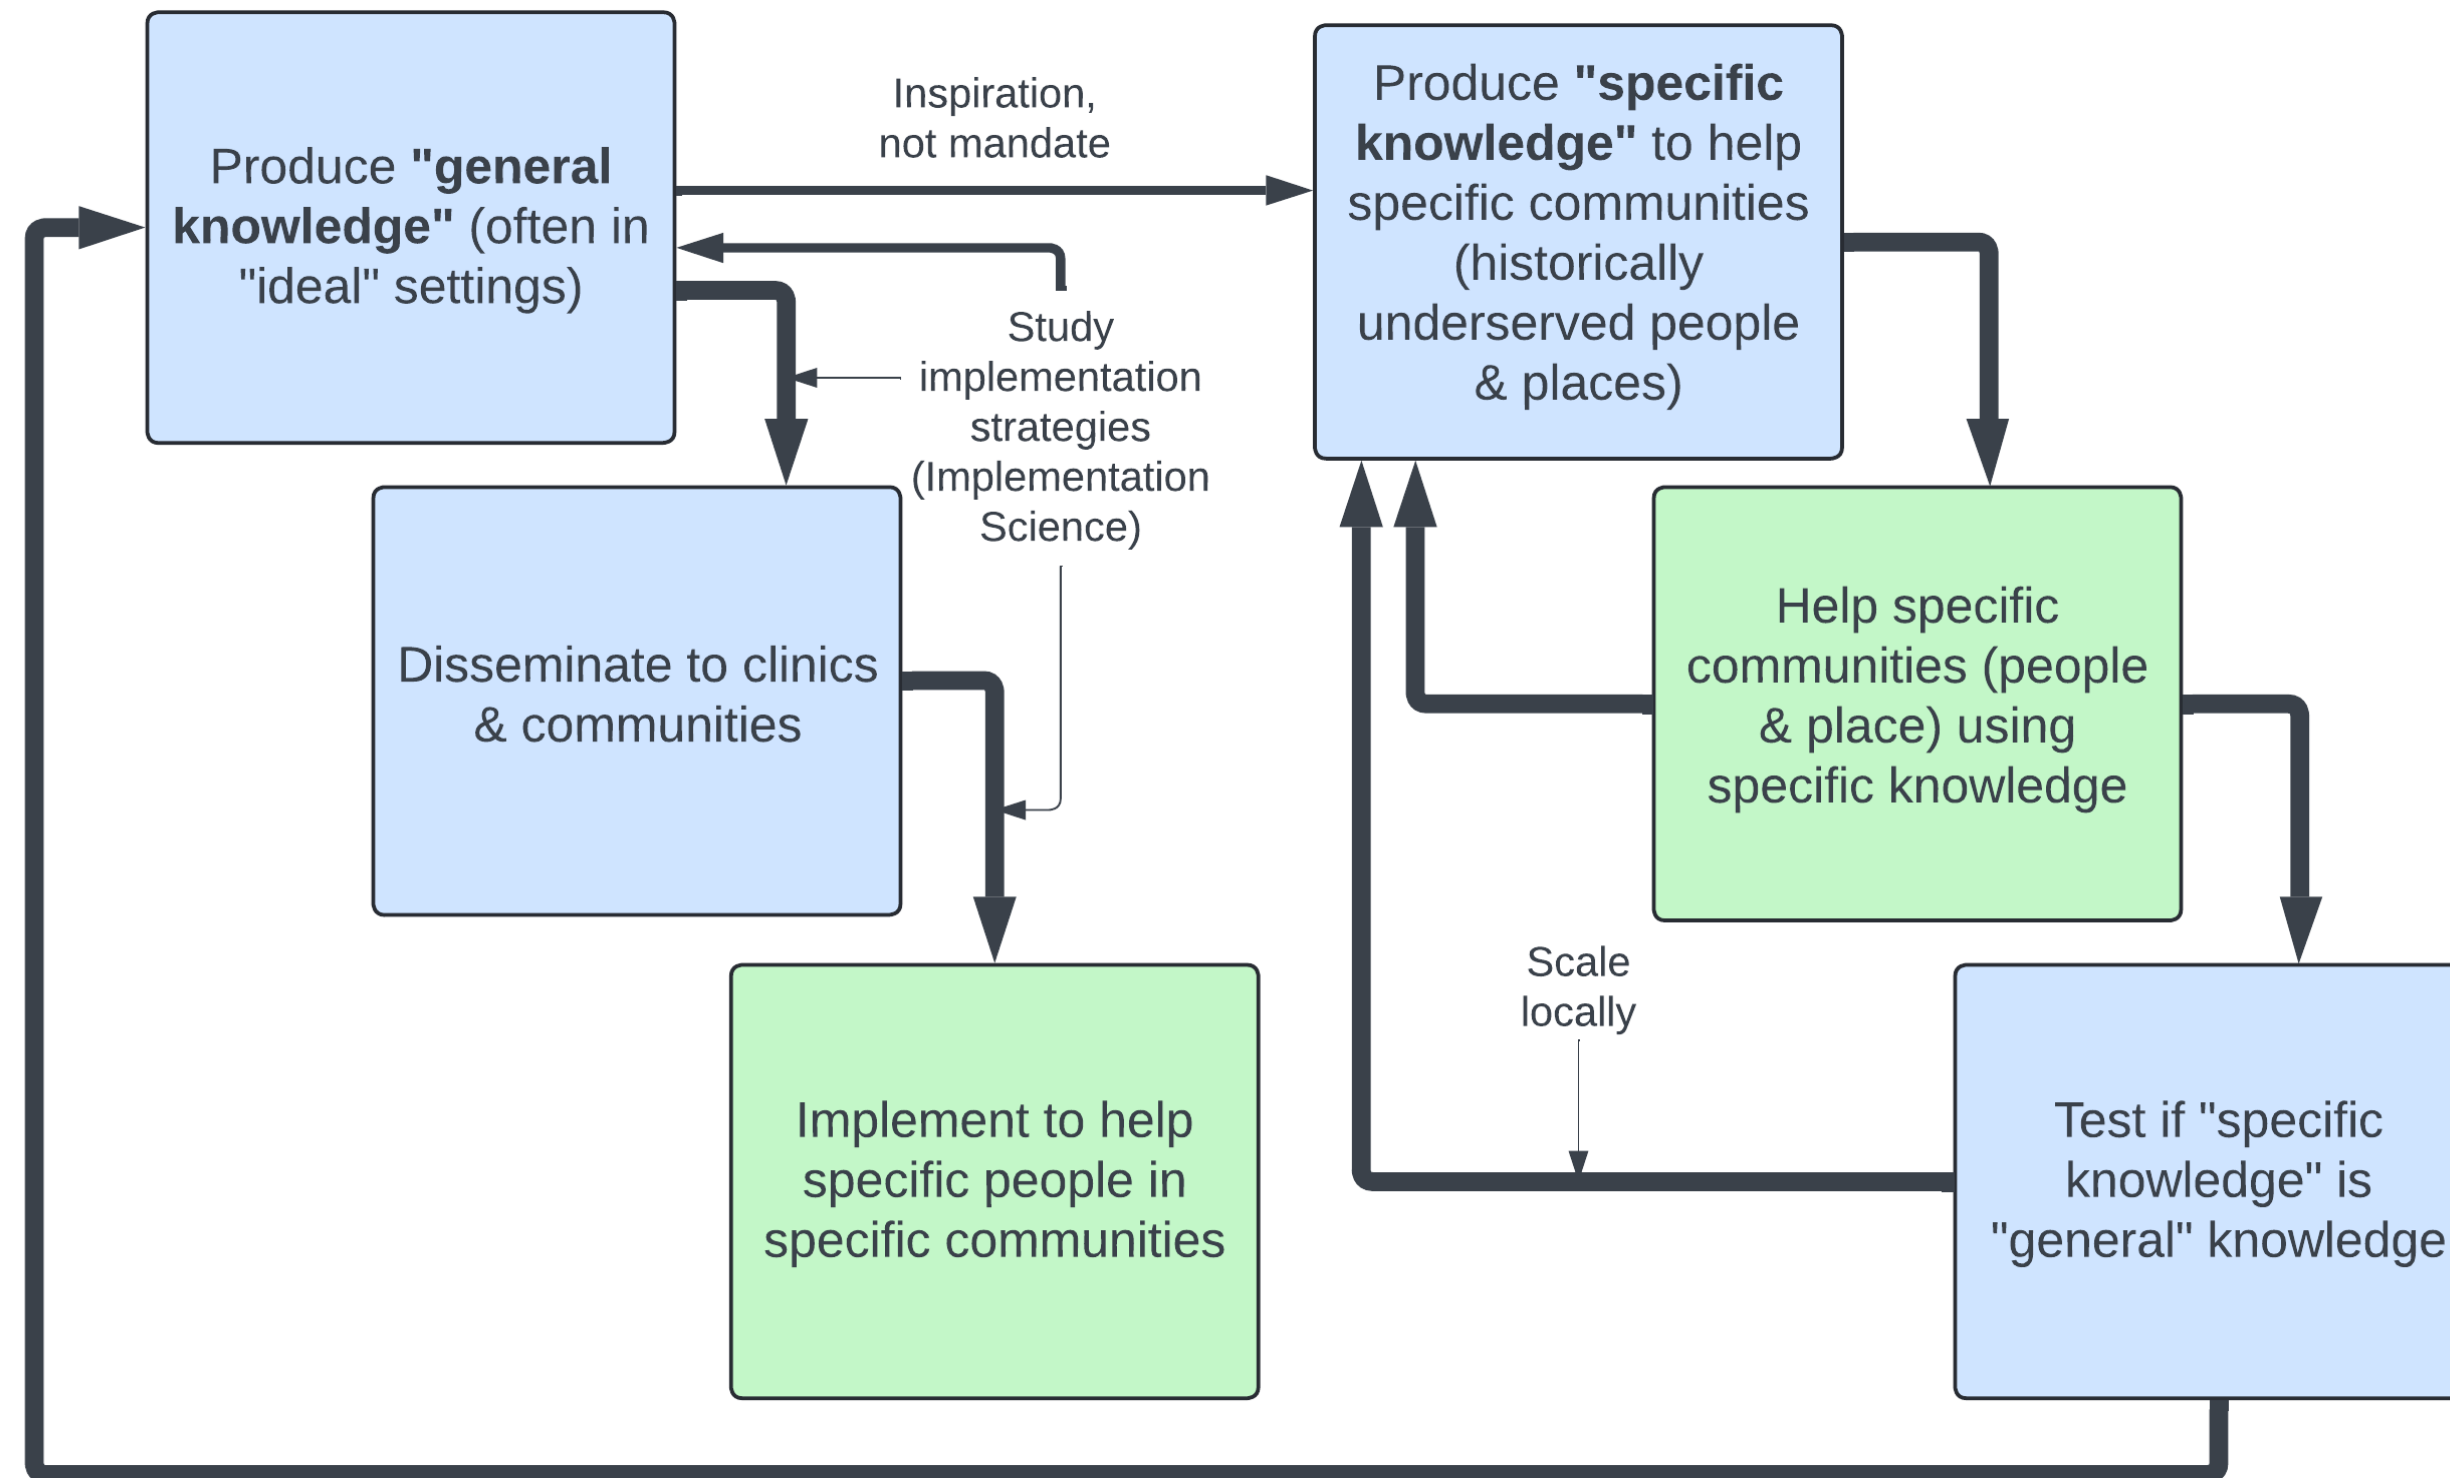 Produce "general
knowledge" (often in
"ideal" settings)
Inspiration,
not mandate
Produce "specific
knowledge" to help
specific communities
(historically
underserved people
& places)
Study
implementation
strategies
(Implementation
Science)
Disseminate to clinics
& communities
Help specific
communities (people
& place) using
specific knowledge
Scale
locally
Implement to help
specific people in
specific communities
Test if "specific
knowledge" is
"general" knowledge